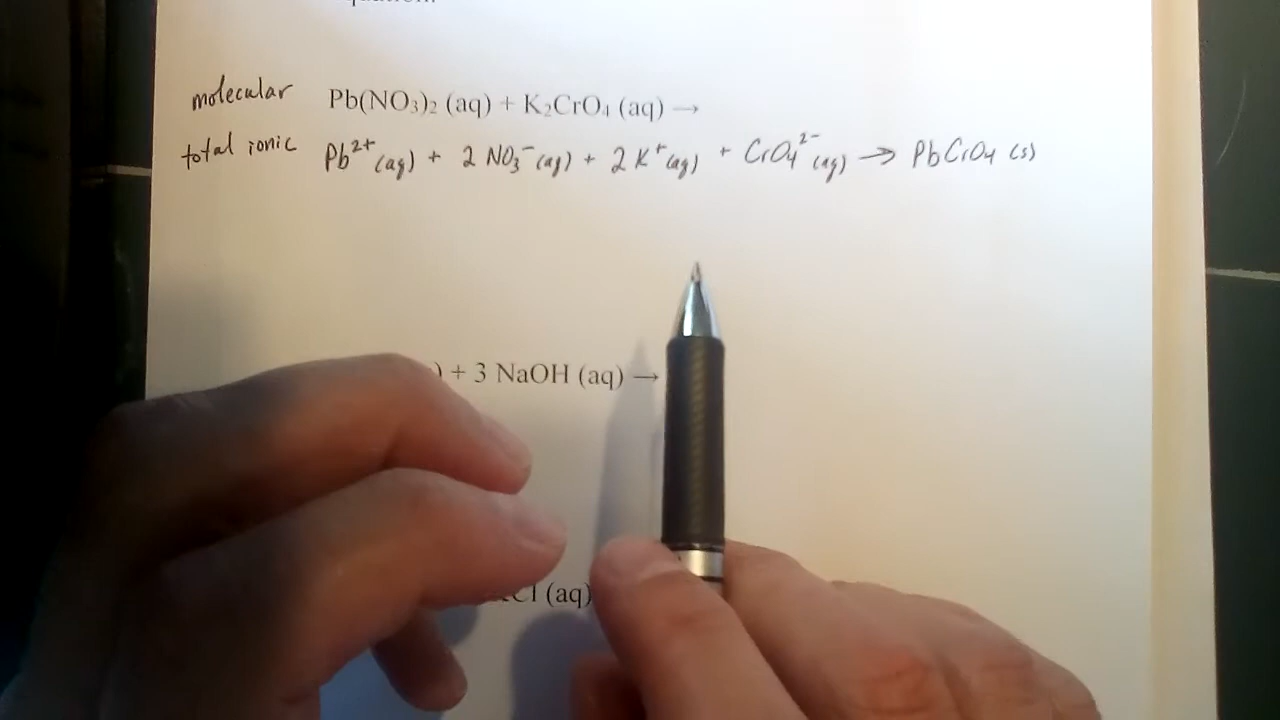 molecular Pb(NO₃)₂ (aq) + K₂CrO₄ (aq) →
total ionic Pb²⁺(aq) + 2 NO₃⁻(aq) + 2 K⁺(aq) + CrO₄²⁻(aq) → PbCrO₄ (s)
) + 3 NaOH (aq) →
Cl (aq)